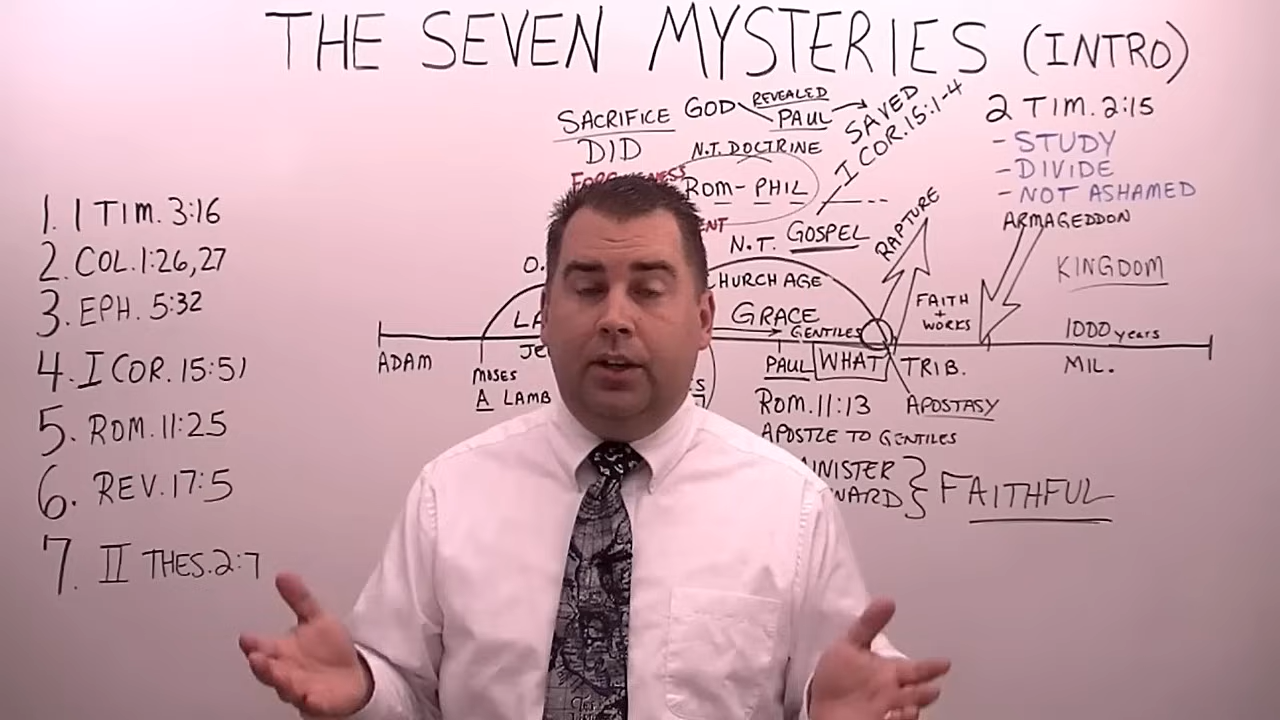 THE SEVEN MYSTERIES (INTRO)
1. 1 TIM. 3:16
2. COL. 1:26,27
3. EPH. 5:32
4. I COR. 15:51
5. ROM. 11:25
6. REV. 17:5
7. II THES. 2:7
SACRIFICE
DID
GOD
REVEALED
PAUL
SAVED
I COR. 15:1-4
N.T. DOCTRINE
ROM-PHIL
N.T. GOSPEL
2 TIM. 2:15
- STUDY
- DIVIDE
- NOT ASHAMED
ARMAGEDDON
KINGDOM
RAPTURE
HURCH AGE
GRACE
GENTILES
FAITH
+
WORKS
1000 years
ADAM
MOSES
A LAMB
PAUL
WHAT
TRIB.
MIL.
ROM. 11:13
APOSTASY
APOSTLE TO GENTILES
INISTER
FAITHFUL